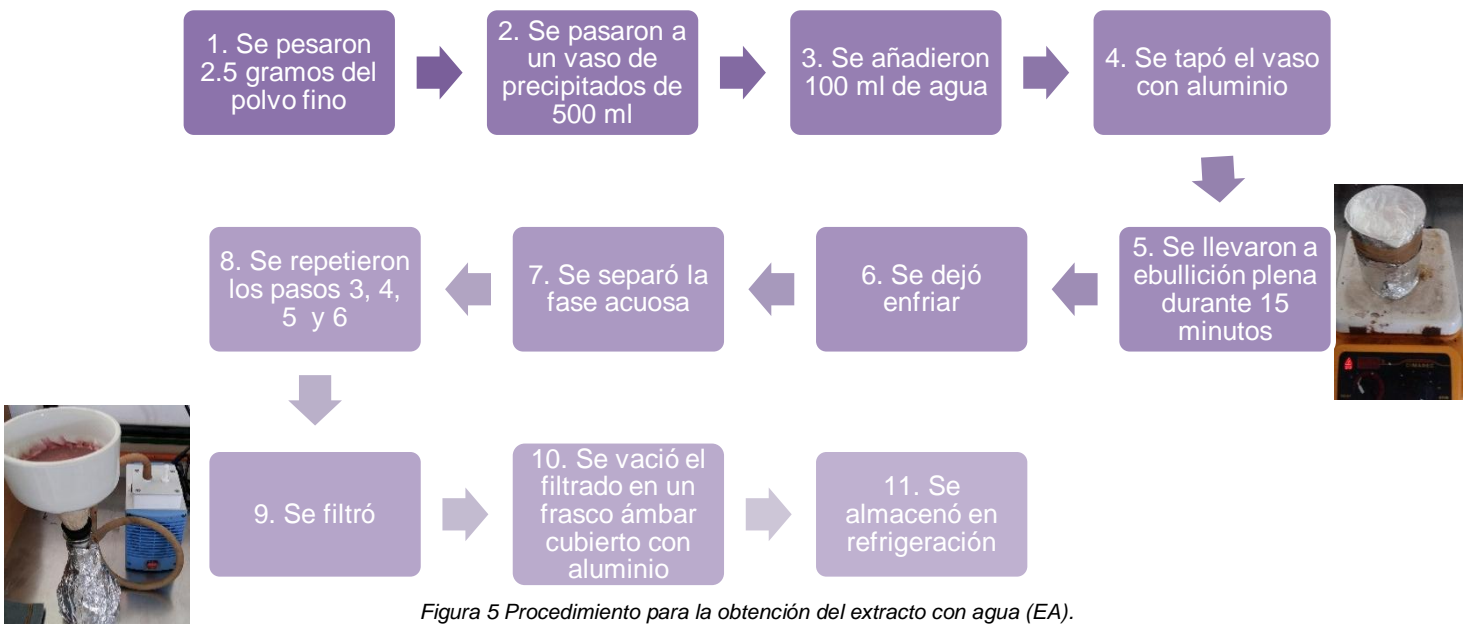 1. Se pesaron
2.5 gramos del
polvo fino
2. Se pasaron a
un vaso de
precipitados de
500 ml
3. Se añadieron
100 ml de agua
4. Se tapó el vaso
con aluminio
5. Se llevaron a
ebullición plena
durante 15
minutos
6. Se dejó
enfriar
7. Se separó la
fase acuosa
8. Se repetieron
los pasos 3, 4,
5 y 6
9. Se filtró
10. Se vació el
filtrado en un
frasco ámbar
cubierto con
aluminio
11. Se
almacenó en
refrigeración
Figura 5 Procedimiento para la obtención del extracto con agua (EA).